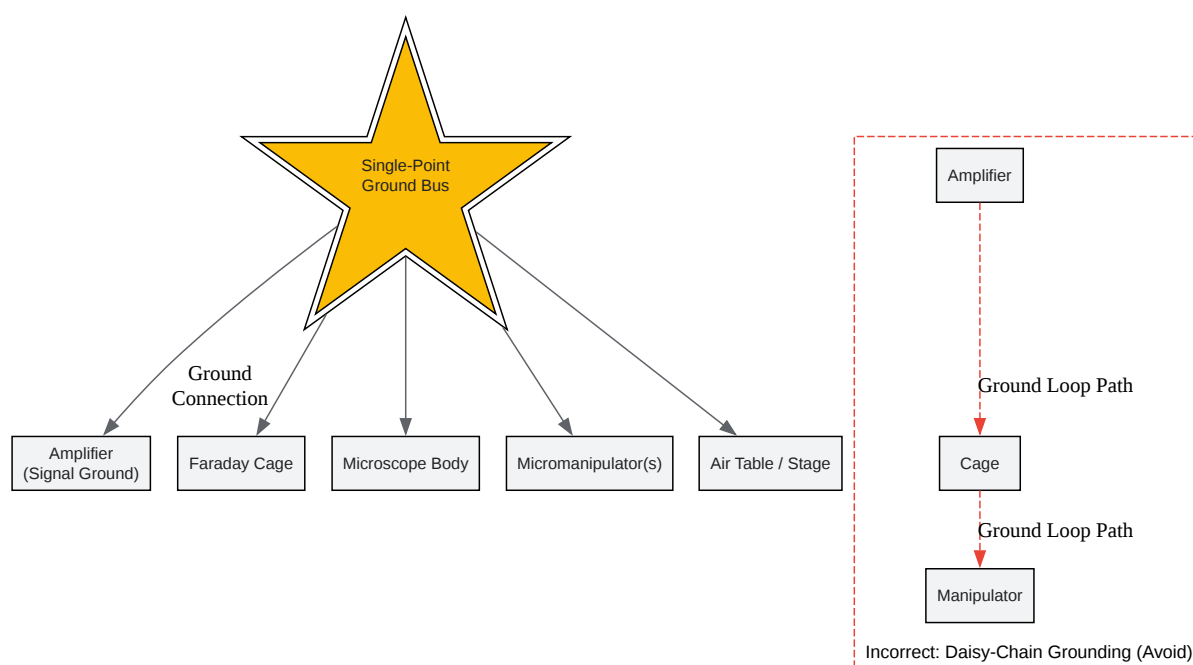 Single-Point
Ground Bus
Ground
Connection
Amplifier
(Signal Ground)
Faraday Cage
Microscope Body
Micromanipulator(s)
Air Table / Stage
Amplifier
Ground Loop Path
Cage
Ground Loop Path
Manipulator
Incorrect: Daisy-Chain Grounding (Avoid)